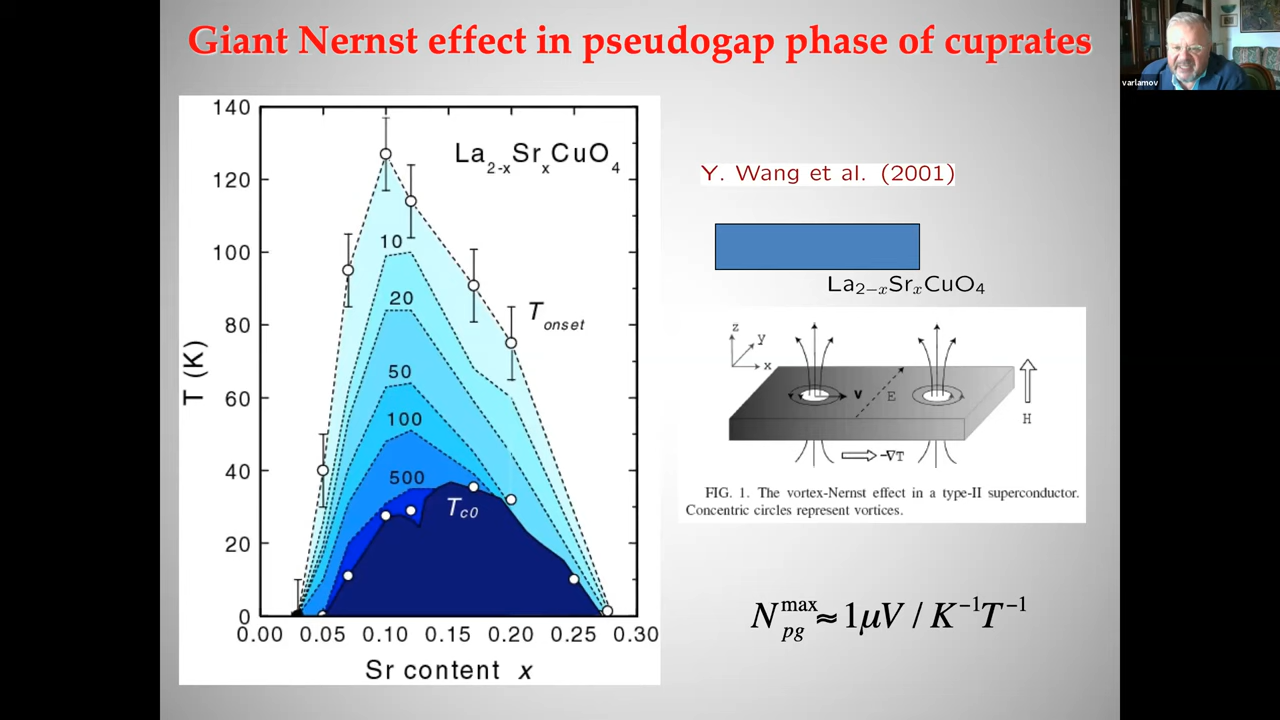 Giant Nernst effect in pseudogap phase of cuprates
varlamov
140
120
100
80
60
40
20
0
T (K)
La2-xSrxCuO4
10
20
50
100
500
Tonset
Tc0
0.00 0.05 0.10 0.15 0.20 0.25 0.30
Sr content x
Y. Wang et al. (2001)
La2−xSrxCuO4
z
y
x
v
E
H
−∇T
FIG. 1. The vortex-Nernst effect in a type-II superconductor.
Concentric circles represent vortices.
N pg max ≈ 1μV / K−1T−1